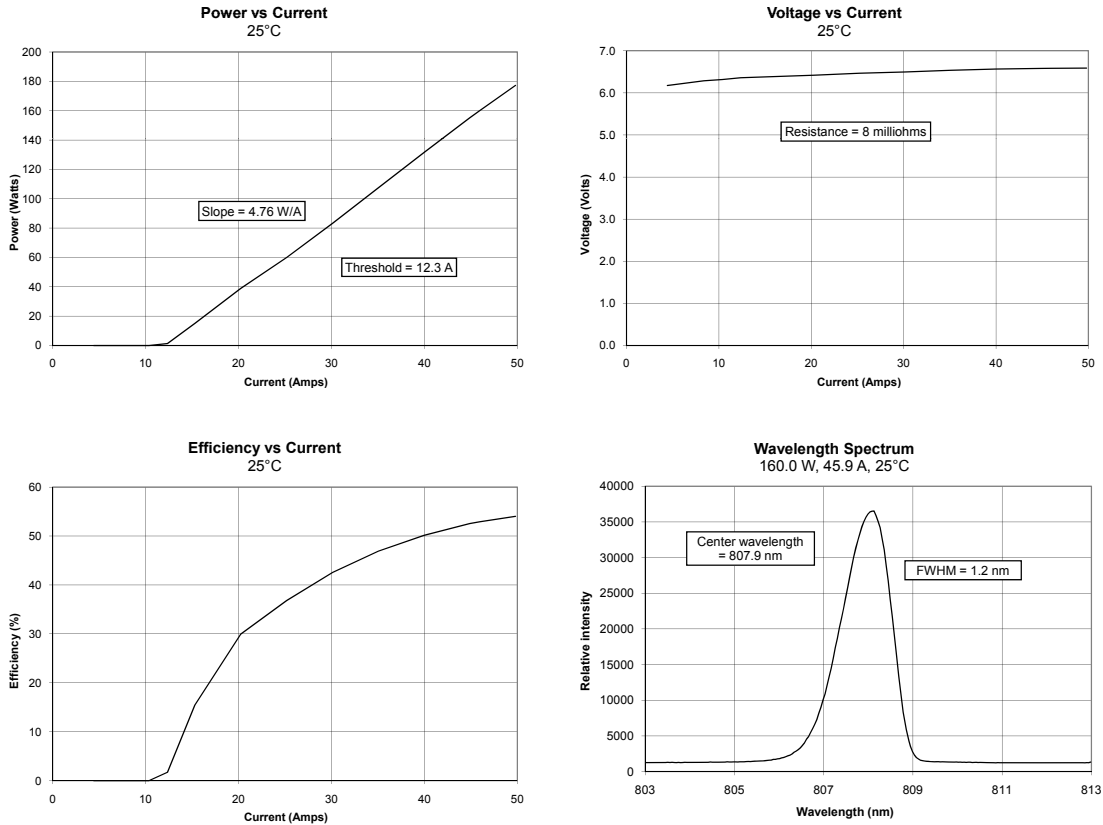 Power vs Current
25°C
200
180
160
140
120
100
80
60
40
20
0
Power (Watts)
Slope = 4.76 W/A
Threshold = 12.3 A
0 10 20 30 40 50
Current (Amps)
Voltage vs Current
25°C
7.0
6.0
5.0
4.0
3.0
2.0
1.0
0.0
Voltage (Volts)
Resistance = 8 milliohms
0 10 20 30 40 50
Current (Amps)
Efficiency vs Current
25°C
60
50
40
30
20
10
0
Efficiency (%)
0 10 20 30 40 50
Current (Amps)
Wavelength Spectrum
160.0 W, 45.9 A, 25°C
40000
35000
30000
25000
20000
15000
10000
5000
0
Relative intensity
Center wavelength
= 807.9 nm
FWHM = 1.2 nm
803 805 807 809 811 813
Wavelength (nm)